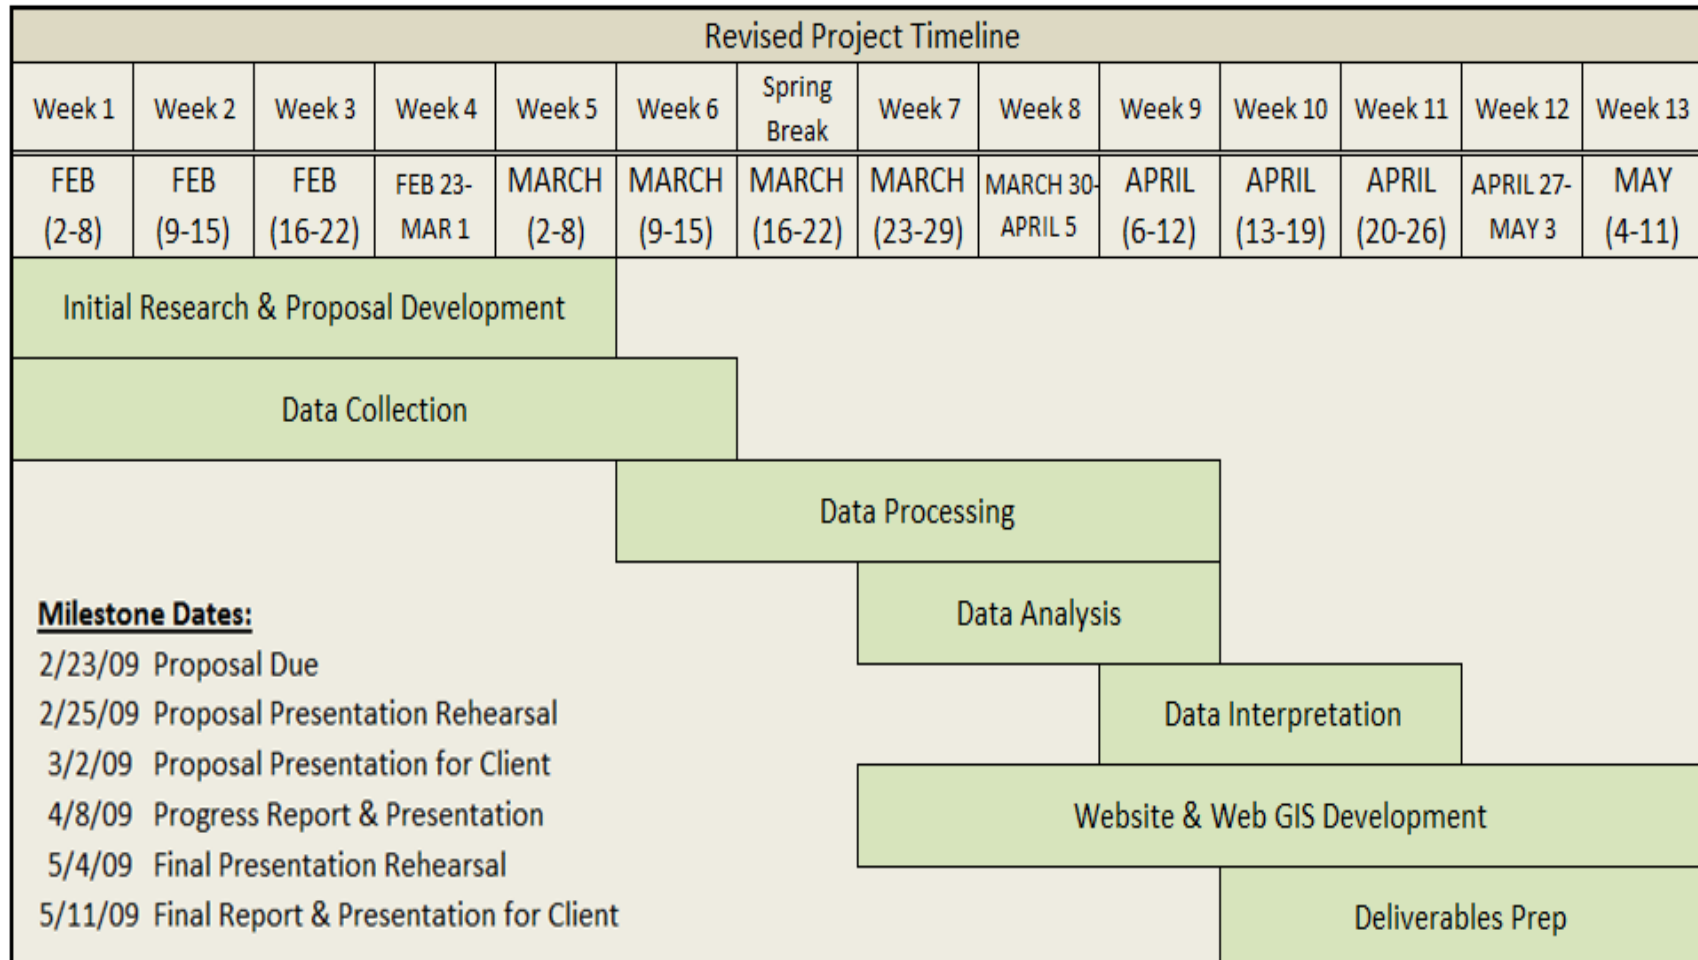 Revised Project Timeline
Week 1 Week 2 Week 3 Week 4 Week 5 Week 6 Spring Break Week 7 Week 8 Week 9 Week 10 Week 11 Week 12 Week 13
FEB (2-8) FEB (9-15) FEB (16-22) FEB 23-MAR 1 MARCH (2-8) MARCH (9-15) MARCH (16-22) MARCH (23-29) MARCH 30-APRIL 5 APRIL (6-12) APRIL (13-19) APRIL (20-26) APRIL 27-MAY 3 MAY (4-11)
Initial Research & Proposal Development
Data Collection
Data Processing
Data Analysis
Data Interpretation
Website & Web GIS Development
Deliverables Prep
Milestone Dates:
2/23/09 Proposal Due
2/25/09 Proposal Presentation Rehearsal
3/2/09 Proposal Presentation for Client
4/8/09 Progress Report & Presentation
5/4/09 Final Presentation Rehearsal
5/11/09 Final Report & Presentation for Client